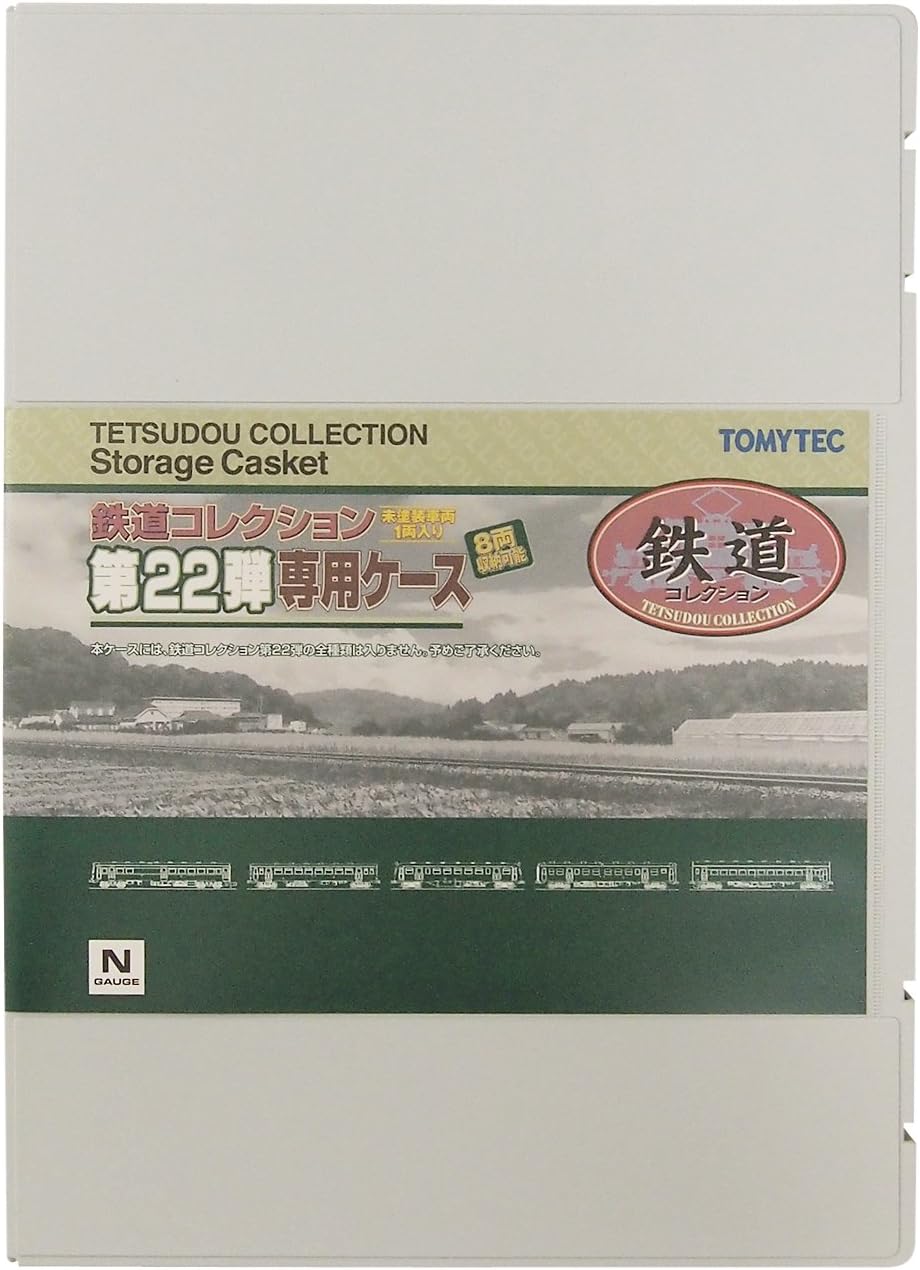 TETSUDOU COLLECTION
Storage Casket
TOMYTEC
鉄道コレクション
未塗装車両
1両入り
第22弾専用ケース
8両
収納可能
本ケースには、鉄道コレクション第22弾の全種類は入りません。予めご了承ください。
鉄道
コレクション
TETSUDOU COLLECTION
N
GAUGE